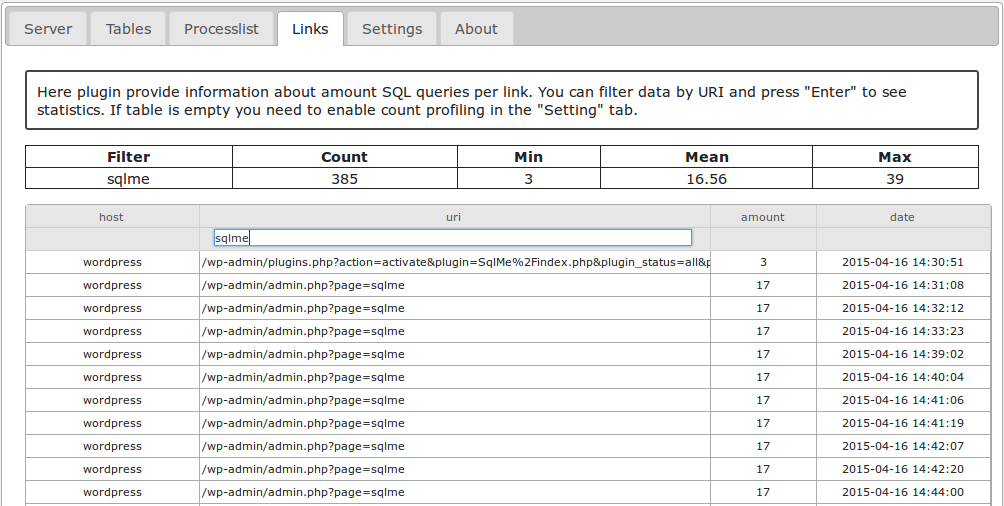 Server Tables Processlist Links Settings About
Here plugin provide information about amount SQL queries per link. You can filter data by URI and press "Enter" to see
statistics. If table is empty you need to enable count profiling in the "Setting" tab.
Filter Count Min Mean Max
sqlme 385 3 16.56 39
host uri amount date
sqlme
wordpress /wp-admin/plugins.php?action=activate&plugin=SqlMe%2Findex.php&plugin_status=all&p 3 2015-04-16 14:30:51
wordpress /wp-admin/admin.php?page=sqlme 17 2015-04-16 14:31:08
wordpress /wp-admin/admin.php?page=sqlme 17 2015-04-16 14:32:12
wordpress /wp-admin/admin.php?page=sqlme 17 2015-04-16 14:33:23
wordpress /wp-admin/admin.php?page=sqlme 17 2015-04-16 14:39:02
wordpress /wp-admin/admin.php?page=sqlme 17 2015-04-16 14:40:04
wordpress /wp-admin/admin.php?page=sqlme 17 2015-04-16 14:41:06
wordpress /wp-admin/admin.php?page=sqlme 17 2015-04-16 14:41:19
wordpress /wp-admin/admin.php?page=sqlme 17 2015-04-16 14:42:07
wordpress /wp-admin/admin.php?page=sqlme 17 2015-04-16 14:42:20
wordpress /wp-admin/admin.php?page=sqlme 17 2015-04-16 14:44:00